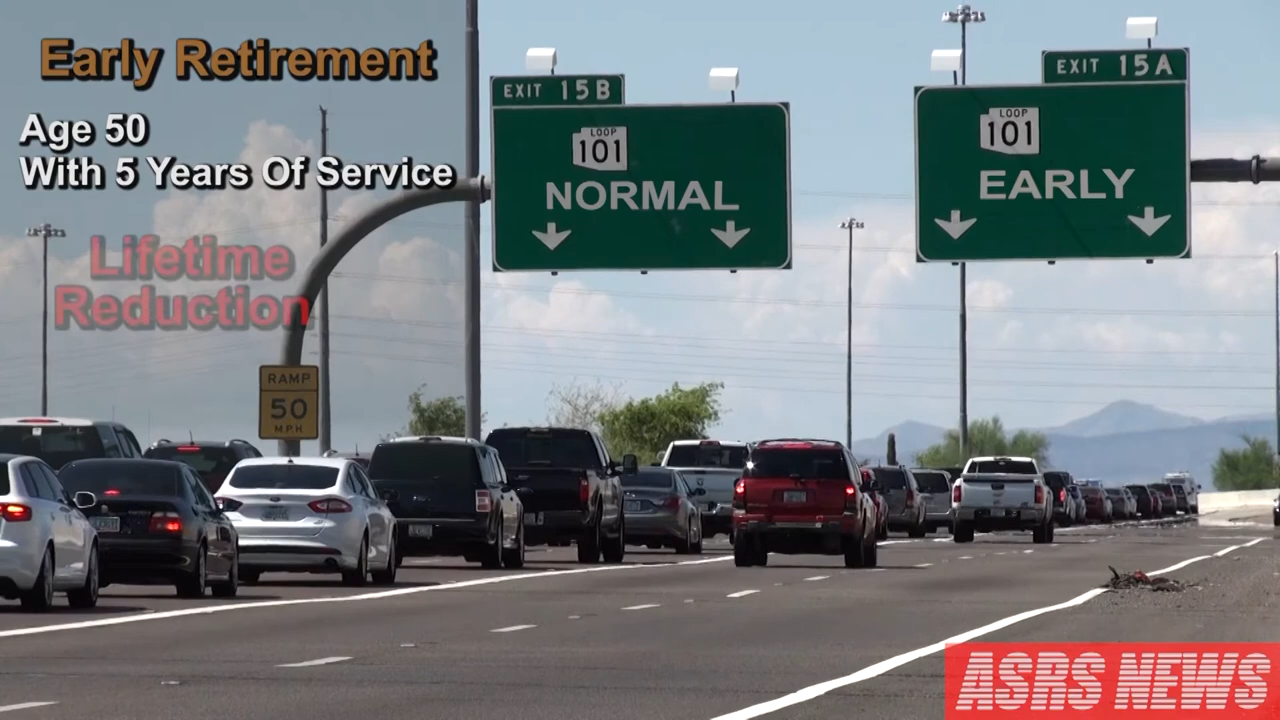 Early Retirement
Age 50
With 5 Years Of Service
Lifetime
Reduction
EXIT 15B
LOOP
101
NORMAL
EXIT 15A
LOOP
101
EARLY
RAMP
50
M.P.H
ASRS NEWS